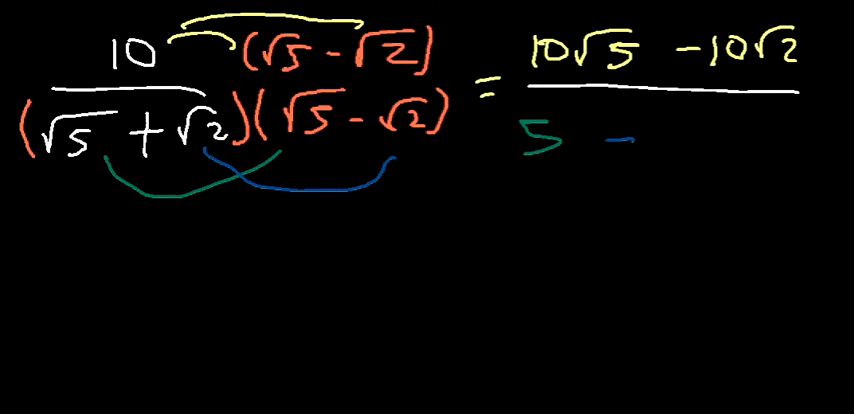 10 (√5 - √2) = 10√5 - 10√2
(√5 + √2)(√5 - √2) 5 -